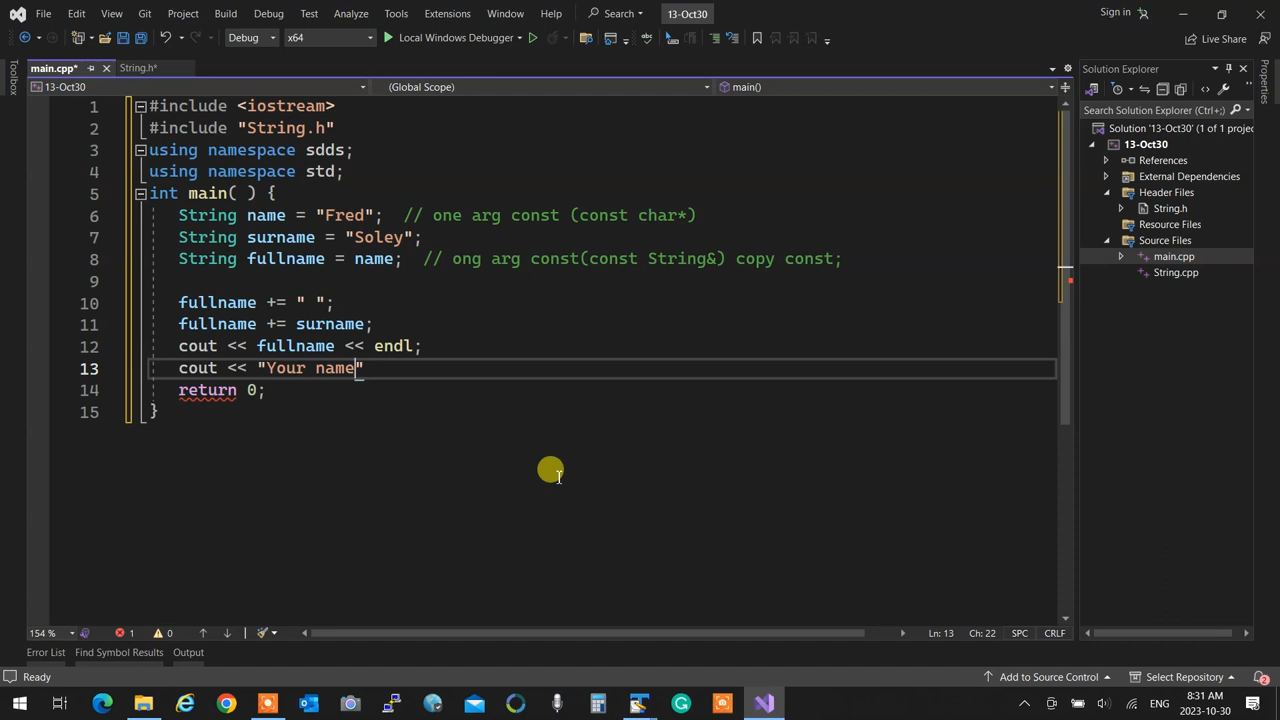 File Edit View Git Project Build Debug Test Analyze Tools Extensions Window Help Search 13-Oct30 Sign in
Debug x64 Local Windows Debugger Live Share
main.cpp* String.h*
13-Oct30 (Global Scope) main()
1 #include <iostream>
2 #include "String.h"
3 using namespace sdds;
4 using namespace std;
5 int main( ) {
6 String name = "Fred"; // one arg const (const char*)
7 String surname = "Soley";
8 String fullname = name; // ong arg const(const String&) copy const;
9
10 fullname += " ";
11 fullname += surname;
12 cout << fullname << endl;
13 cout << "Your name"
14 return 0;
15 }
154 % 1 0 Ln: 13 Ch: 22 SPC CRLF
Error List Find Symbol Results Output
Ready Add to Source Control Select Repository 2
Toolbox
Solution Explorer
Search Solution Explorer (Ctrl+;)
Solution '13-Oct30' (1 of 1 projec
13-Oct30
References
External Dependencies
Header Files
String.h
Resource Files
Source Files
main.cpp
String.cpp
Properties
ENG 8:31 AM
2023-10-30